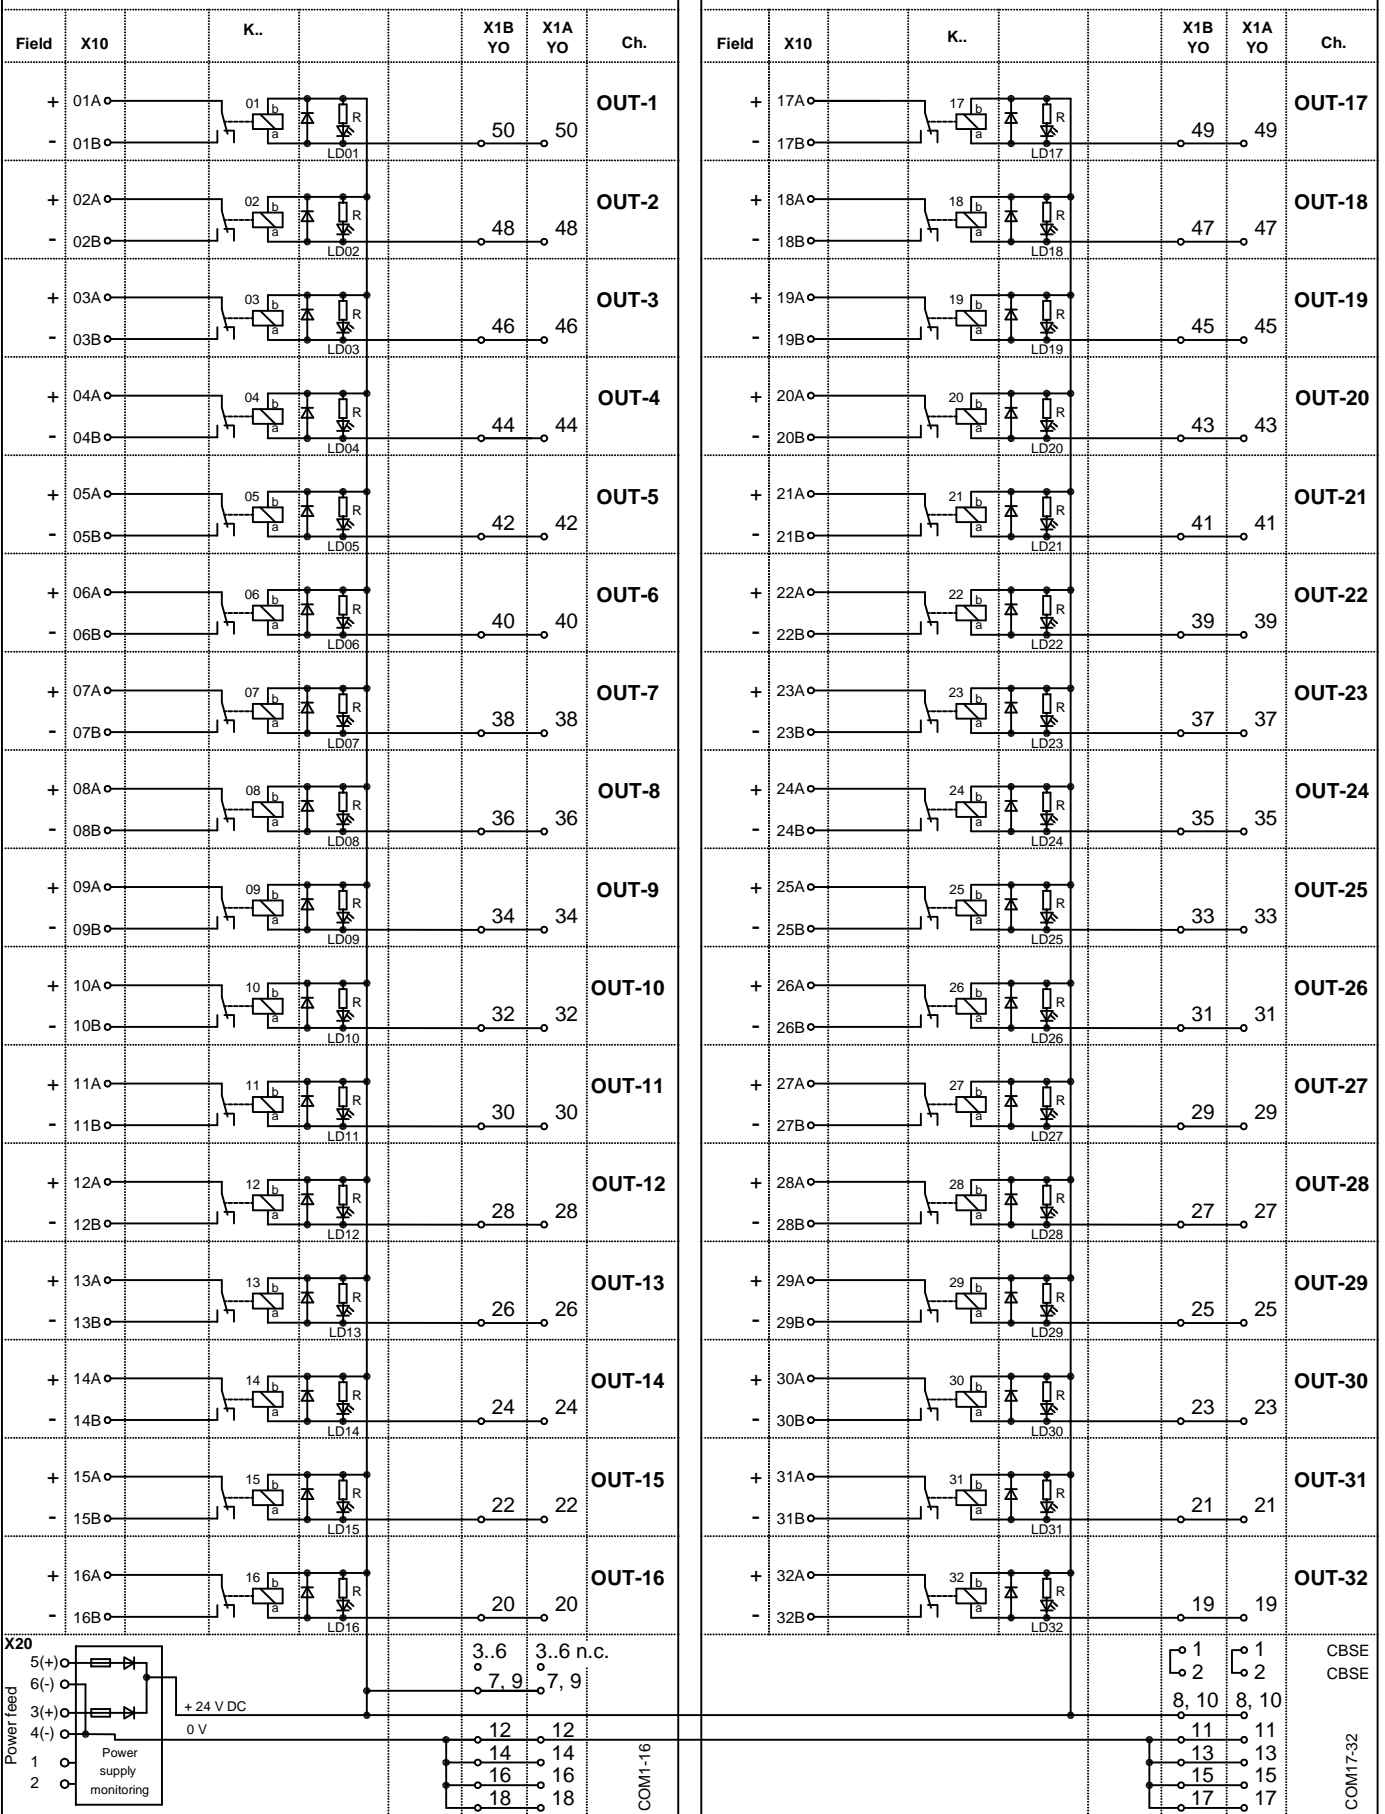 Field X10 K.. X1B YO X1A YO Ch.
+ 01A 01 b R OUT-1
- 01B a LD01 50 50
+ 02A 02 b R OUT-2
- 02B a LD02 48 48
+ 03A 03 b R OUT-3
- 03B a LD03 46 46
+ 04A 04 b R OUT-4
- 04B a LD04 44 44
+ 05A 05 b R OUT-5
- 05B a LD05 42 42
+ 06A 06 b R OUT-6
- 06B a LD06 40 40
+ 07A 07 b R OUT-7
- 07B a LD07 38 38
+ 08A 08 b R OUT-8
- 08B a LD08 36 36
+ 09A 09 b R OUT-9
- 09B a LD09 34 34
+ 10A 10 b R OUT-10
- 10B a LD10 32 32
+ 11A 11 b R OUT-11
- 11B a LD11 30 30
+ 12A 12 b R OUT-12
- 12B a LD12 28 28
+ 13A 13 b R OUT-13
- 13B a LD13 26 26
+ 14A 14 b R OUT-14
- 14B a LD14 24 24
+ 15A 15 b R OUT-15
- 15B a LD15 22 22
+ 16A 16 b R OUT-16
- 16B a LD16 20 20
X20
Power feed
5(+)
6(-)
3(+)
4(-)
1
2
Power
supply
monitoring
+ 24 V DC
0 V
3..6 3..6 n.c.
7, 9 7, 9
12 12
14 14
16 16
18 18
COM1-16
Field X10 K.. X1B YO X1A YO Ch.
+ 17A 17 b R OUT-17
- 17B a LD17 49 49
+ 18A 18 b R OUT-18
- 18B a LD18 47 47
+ 19A 19 b R OUT-19
- 19B a LD19 45 45
+ 20A 20 b R OUT-20
- 20B a LD20 43 43
+ 21A 21 b R OUT-21
- 21B a LD21 41 41
+ 22A 22 b R OUT-22
- 22B a LD22 39 39
+ 23A 23 b R OUT-23
- 23B a LD23 37 37
+ 24A 24 b R OUT-24
- 24B a LD24 35 35
+ 25A 25 b R OUT-25
- 25B a LD25 33 33
+ 26A 26 b R OUT-26
- 26B a LD26 31 31
+ 27A 27 b R OUT-27
- 27B a LD27 29 29
+ 28A 28 b R OUT-28
- 28B a LD28 27 27
+ 29A 29 b R OUT-29
- 29B a LD29 25 25
+ 30A 30 b R OUT-30
- 30B a LD30 23 23
+ 31A 31 b R OUT-31
- 31B a LD31 21 21
+ 32A 32 b R OUT-32
- 32B a LD32 19 19
1 1 CBSE
2 2 CBSE
8, 10 8, 10
11 11
13 13
15 15
17 17
COM17-32